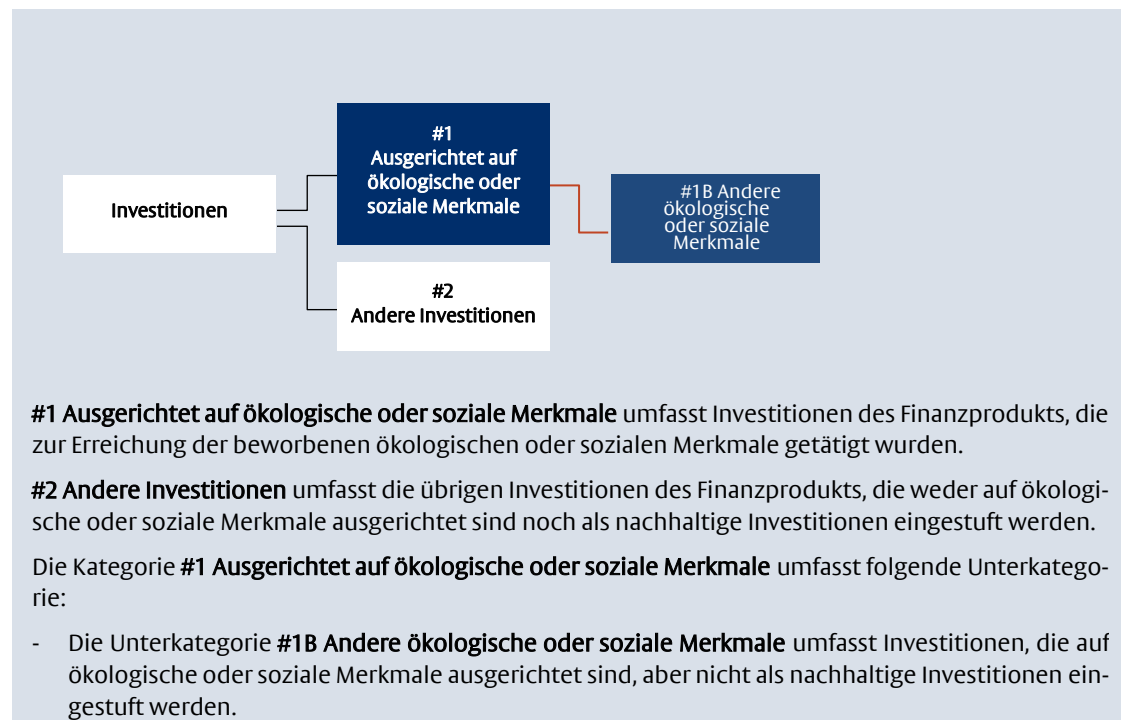 #1
Ausgerichtet auf
ökologische oder
soziale Merkmale
Investitionen
#1B Andere
ökologische
oder soziale
Merkmale
#2
Andere Investitionen
#1 Ausgerichtet auf ökologische oder soziale Merkmale umfasst Investitionen des Finanzprodukts, die
zur Erreichung der beworbenen ökologischen oder sozialen Merkmale getätigt wurden.
#2 Andere Investitionen umfasst die übrigen Investitionen des Finanzprodukts, die weder auf ökologi-
sche oder soziale Merkmale ausgerichtet sind noch als nachhaltige Investitionen eingestuft werden.
Die Kategorie #1 Ausgerichtet auf ökologische oder soziale Merkmale umfasst folgende Unterkatego-
rie:
- Die Unterkategorie #1B Andere ökologische oder soziale Merkmale umfasst Investitionen, die auf
ökologische oder soziale Merkmale ausgerichtet sind, aber nicht als nachhaltige Investitionen ein-
gestuft werden.